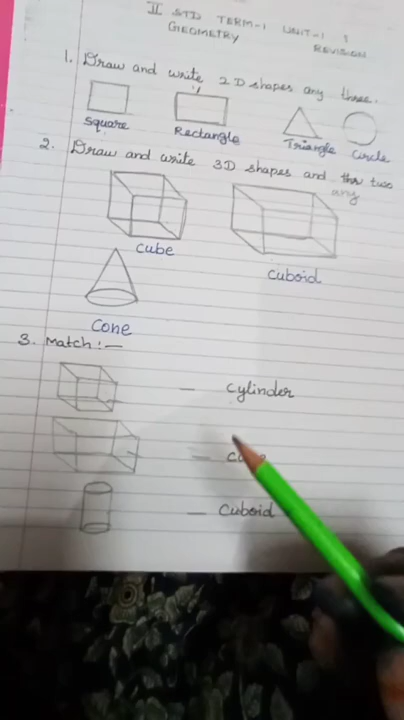 II STD TERM-1 UNIT-1
GEOMETRY REVISION
1. Draw and write 2D shapes any three.
Square Rectangle Triangle Circle
2. Draw and write 3D shapes and two
any
Cube
Cuboid
Cone
3. Match:-
— Cylinder
—
— Cuboid